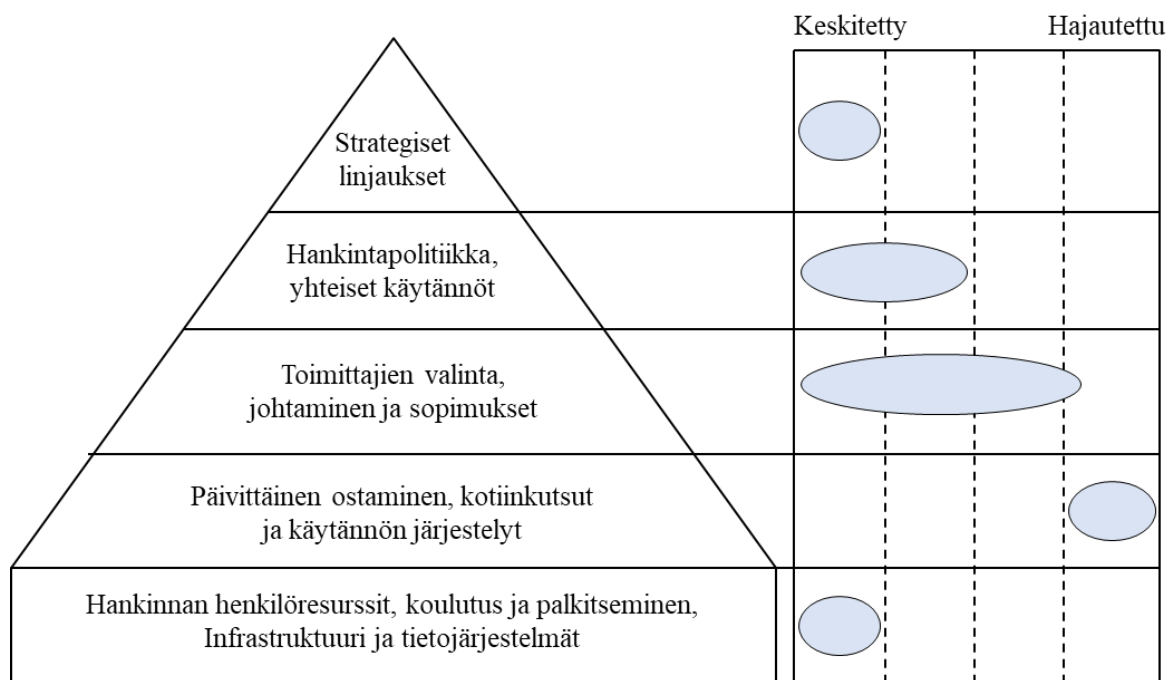 Keskitetty
Hajautettu
Strategiset
linjaukset
Hankintapolitiikka,
yhteiset käytännöt
Toimittajien valinta,
johtaminen ja sopimukset
Päivittäinen ostaminen, kotiinkutsut
ja käytännön järjestelyt
Hankinnan henkilöresurssit, koulutus ja palkitseminen,
Infrastruktuuri ja tietojärjestelmät